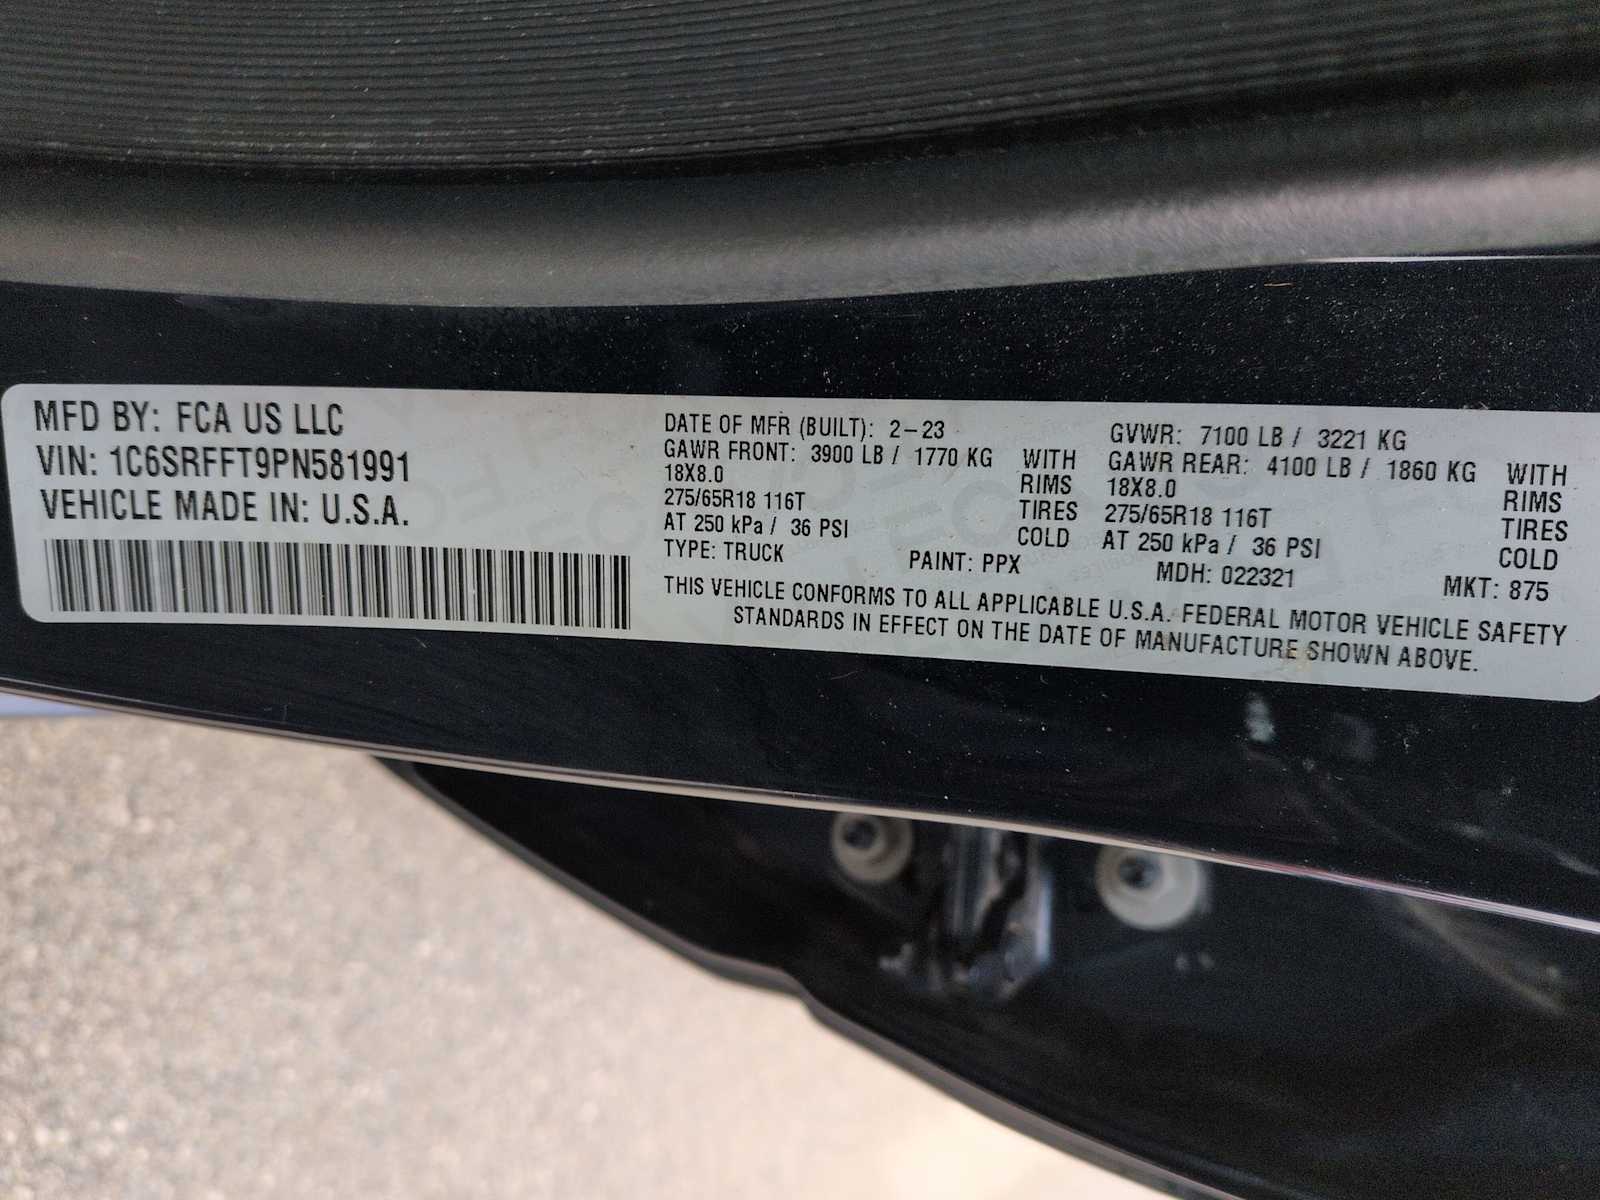 MFD BY: FCA US LLC
VIN: 1C6SRFFT9PN581991
VEHICLE MADE IN: U.S.A.
DATE OF MFR (BUILT): 2-23
GVWR: 7100 LB / 3221 KG
GAWR FRONT: 3900 LB / 1770 KG WITH
18X8.0 RIMS
275/65R18 116T TIRES
AT 250 kPa / 36 PSI COLD
GAWR REAR: 4100 LB / 1860 KG WITH
18X8.0 RIMS
275/65R18 116T TIRES
AT 250 kPa / 36 PSI COLD
TYPE: TRUCK PAINT: PPX MDH: 022321 MKT: 875
THIS VEHICLE CONFORMS TO ALL APPLICABLE U.S.A. FEDERAL MOTOR VEHICLE SAFETY
STANDARDS IN EFFECT ON THE DATE OF MANUFACTURE SHOWN ABOVE.